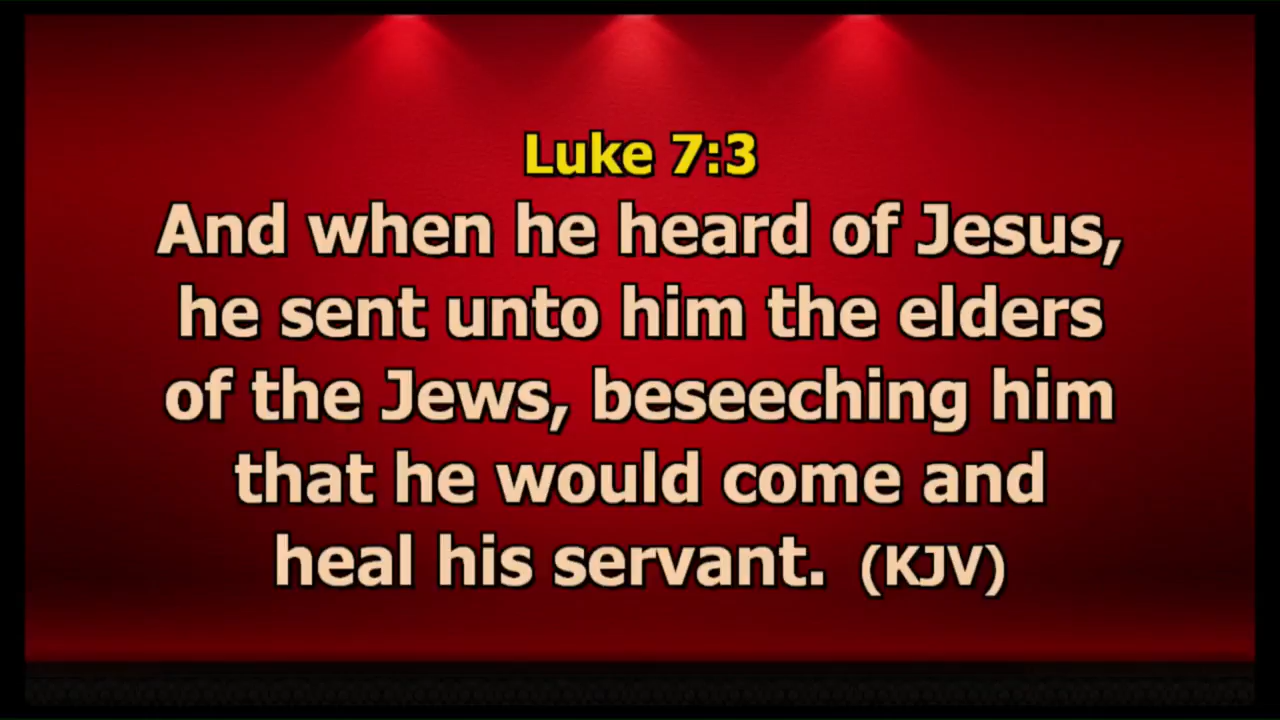 Luke 7:3
And when he heard of Jesus,
he sent unto him the elders
of the Jews, beseeching him
that he would come and
heal his servant. (KJV)